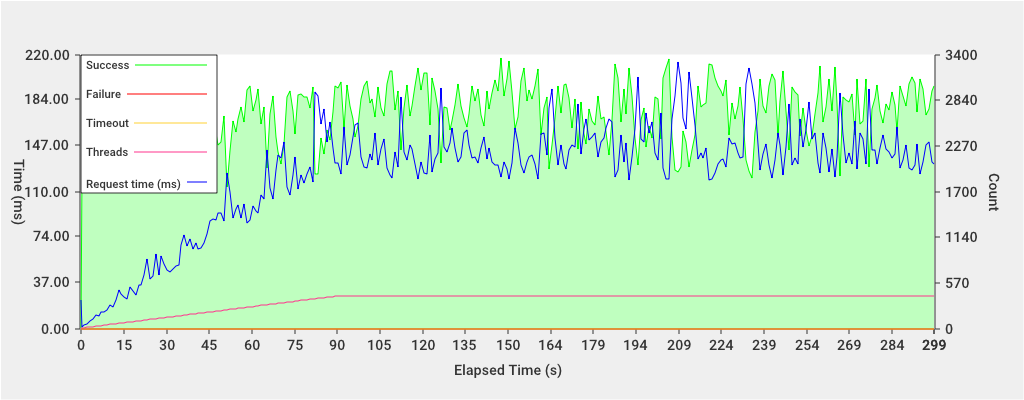 220.00
184.00
147.00
110.00
74.00
37.00
0.00
Time (ms)
Success
Failure
Timeout
Threads
Request time (ms)
3400
2840
2270
1700
1140
570
0
Count
0 15 30 45 60 75 90 105 120 135 150 164 179 194 209 224 239 254 269 284 299
Elapsed Time (s)